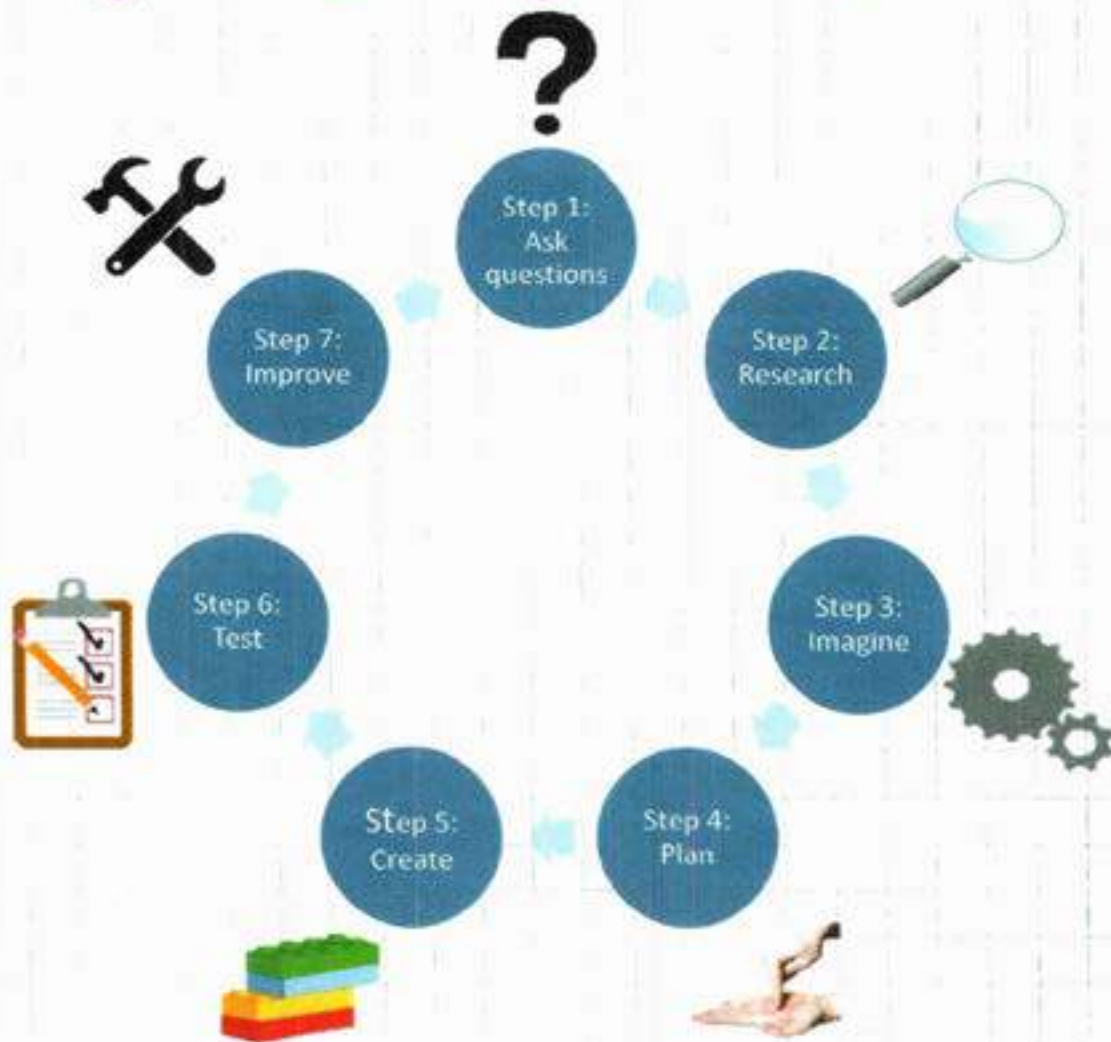 Step 1:
Ask
questions
Step 2:
Research
Step 3:
Imagine
Step 4:
Plan
Step 5:
Create
Step 6:
Test
Step 7:
Improve